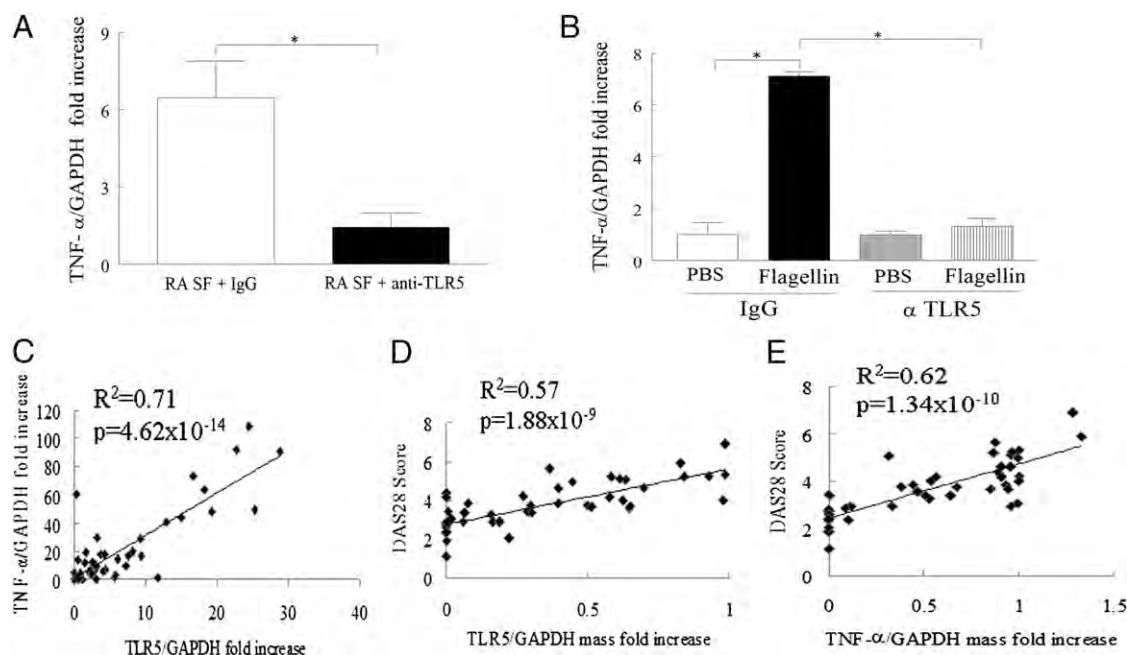 A
TNF- α/GAPDH fold increase
9
6
3
0
*
RA SF + IgG
RA SF + anti-TLR5
B
TNF-α/GAPDH fold increase
8
6
4
2
0
*
*
PBS
Flagellin
PBS
Flagellin
IgG
α TLR5
C
R²=0.71
p=4.62x10⁻¹⁴
TNF-α/GAPDH fold increase
120
100
80
60
40
20
0
0
10
20
30
40
TLR5/GAPDH fold increase
D
R²=0.57
p=1.88x10⁻⁹
DAS28 Score
8
6
4
2
0
0
0.5
1
TLR5/GAPDH mass fold increase
E
R²=0.62
p=1.34x10⁻¹⁰
DAS28 Score
8
6
4
2
0
0
0.5
1
1.5
TNF-α/GAPDH mass fold increase